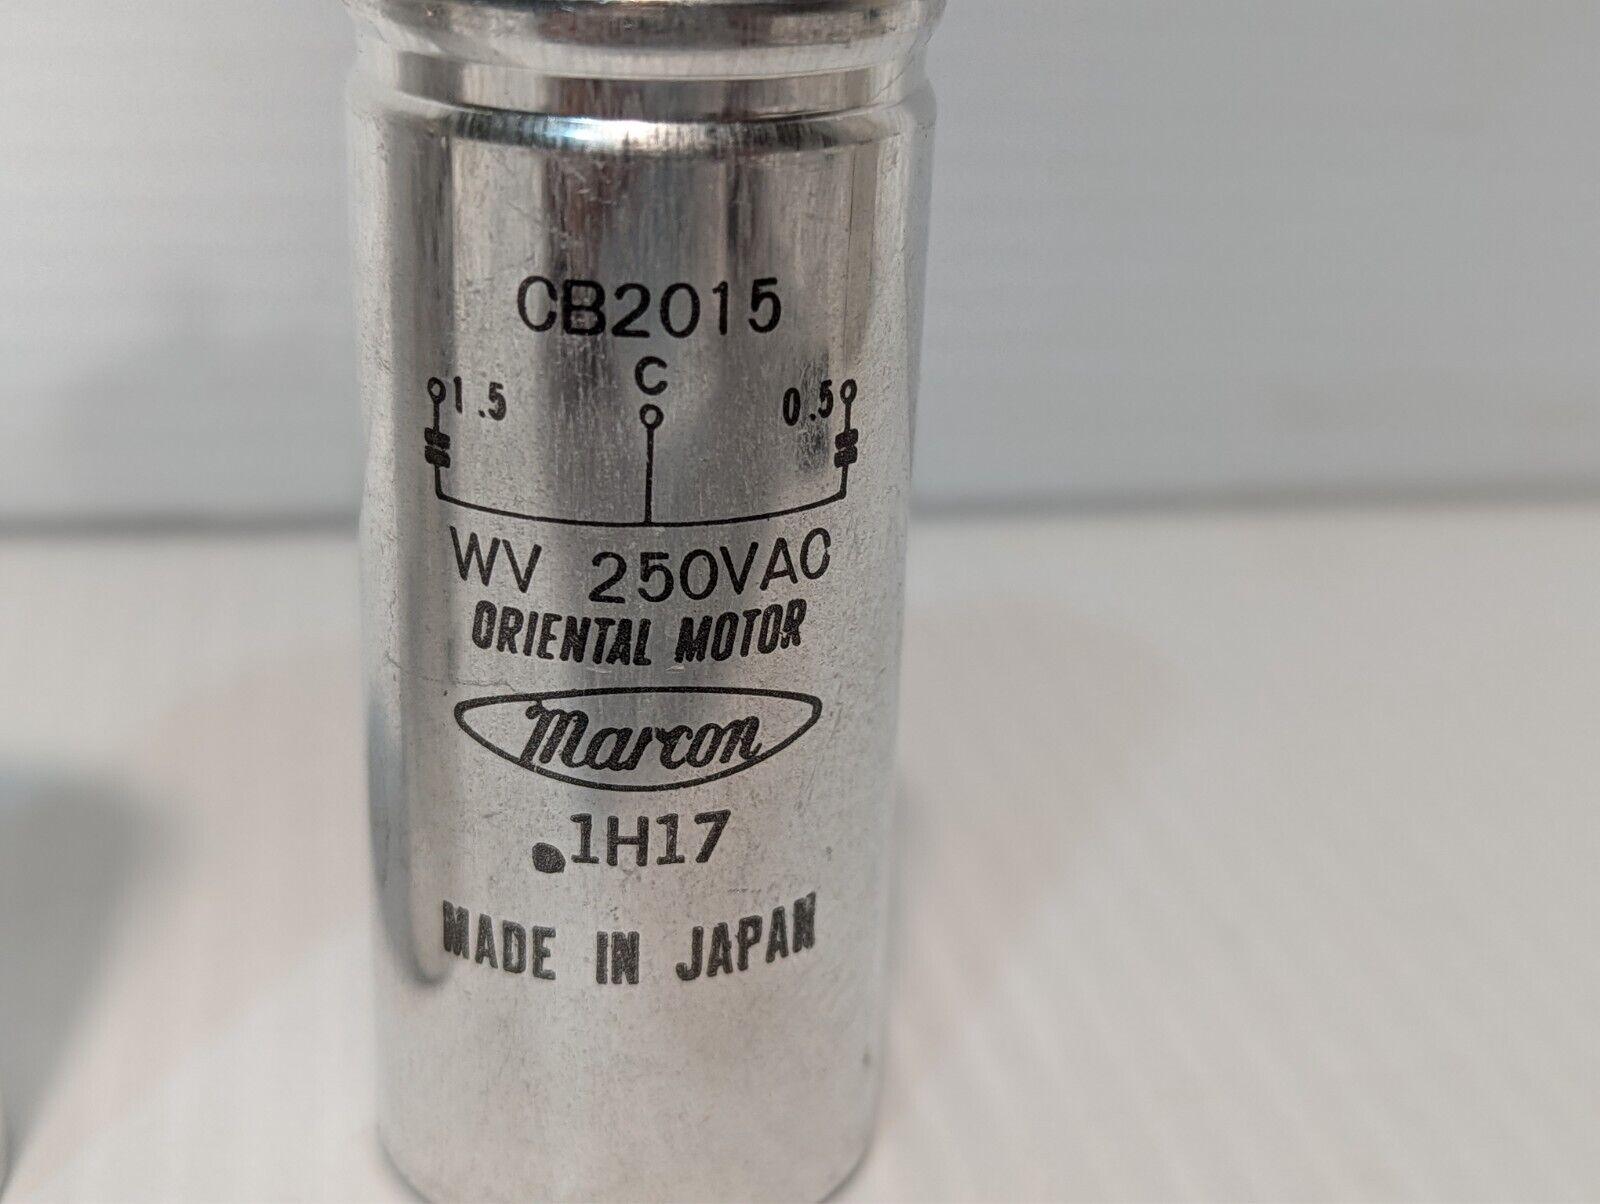 CB2015
C
1.5 0.5
WV 250VAC
ORIENTAL MOTOR
Marcon
.1H17
MADE IN JAPAN